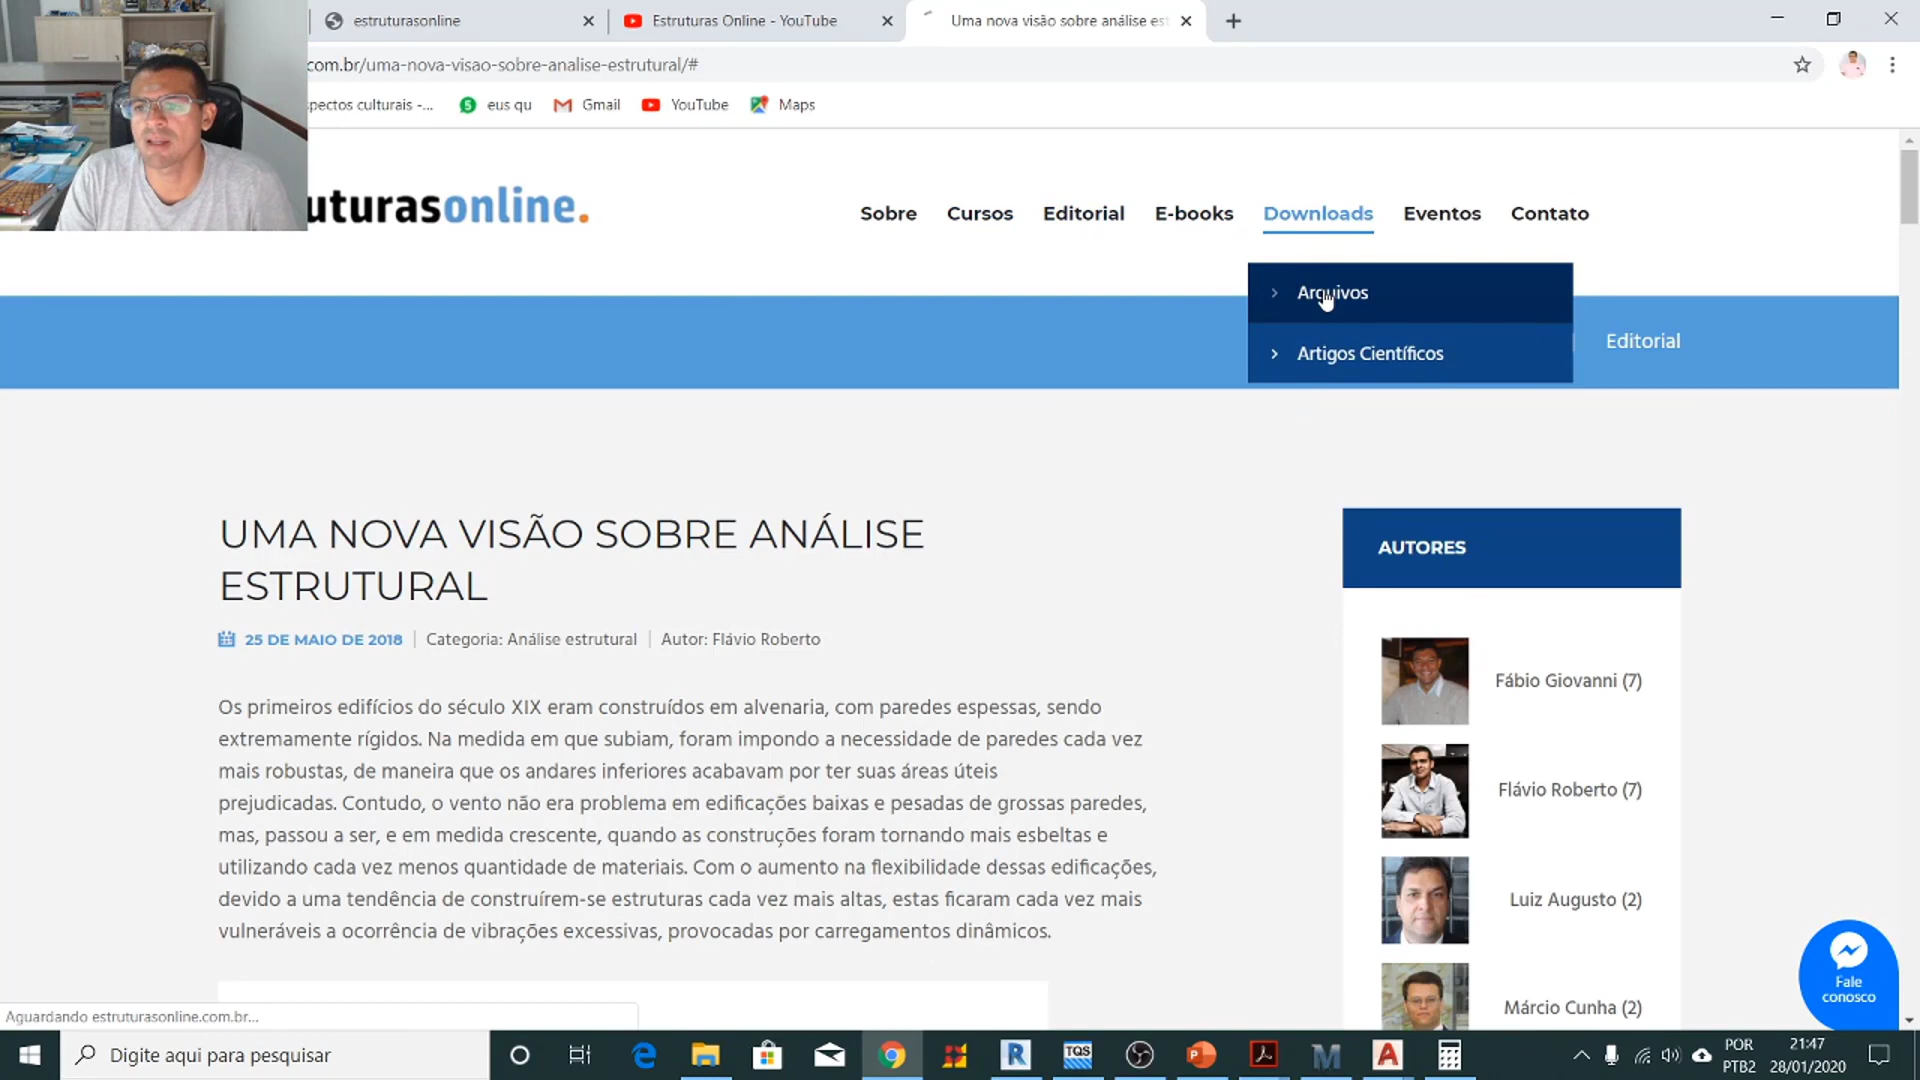 estruturasonline
Estruturas Online - YouTube
Uma nova visão sobre análise est
com.br/uma-nova-visao-sobre-analise-estrutural/#
pectos culturais -...
eus qu
Gmail
YouTube
Maps
uturasonline.
Sobre
Cursos
Editorial
E-books
Downloads
Eventos
Contato
Arquivos
Artigos Científicos
Editorial
UMA NOVA VISÃO SOBRE ANÁLISE
ESTRUTURAL
25 DE MAIO DE 2018 | Categoria: Análise estrutural | Autor: Flávio Roberto
Os primeiros edifícios do século XIX eram construídos em alvenaria, com paredes espessas, sendo
extremamente rígidos. Na medida em que subiam, foram impondo a necessidade de paredes cada vez
mais robustas, de maneira que os andares inferiores acabavam por ter suas áreas úteis
prejudicadas. Contudo, o vento não era problema em edificações baixas e pesadas de grossas paredes,
mas, passou a ser, e em medida crescente, quando as construções foram tornando mais esbeltas e
utilizando cada vez menos quantidade de materiais. Com o aumento na flexibilidade dessas edificações,
devido a uma tendência de construírem-se estruturas cada vez mais altas, estas ficaram cada vez mais
vulneráveis a ocorrência de vibrações excessivas, provocadas por carregamentos dinâmicos.
AUTORES
Fábio Giovanni (7)
Flávio Roberto (7)
Luiz Augusto (2)
Márcio Cunha (2)
Fale
conosco
Aguardando estruturasonline.com.br...
Digite aqui para pesquisar
TQS
POR
PTB2
21:47
28/01/2020